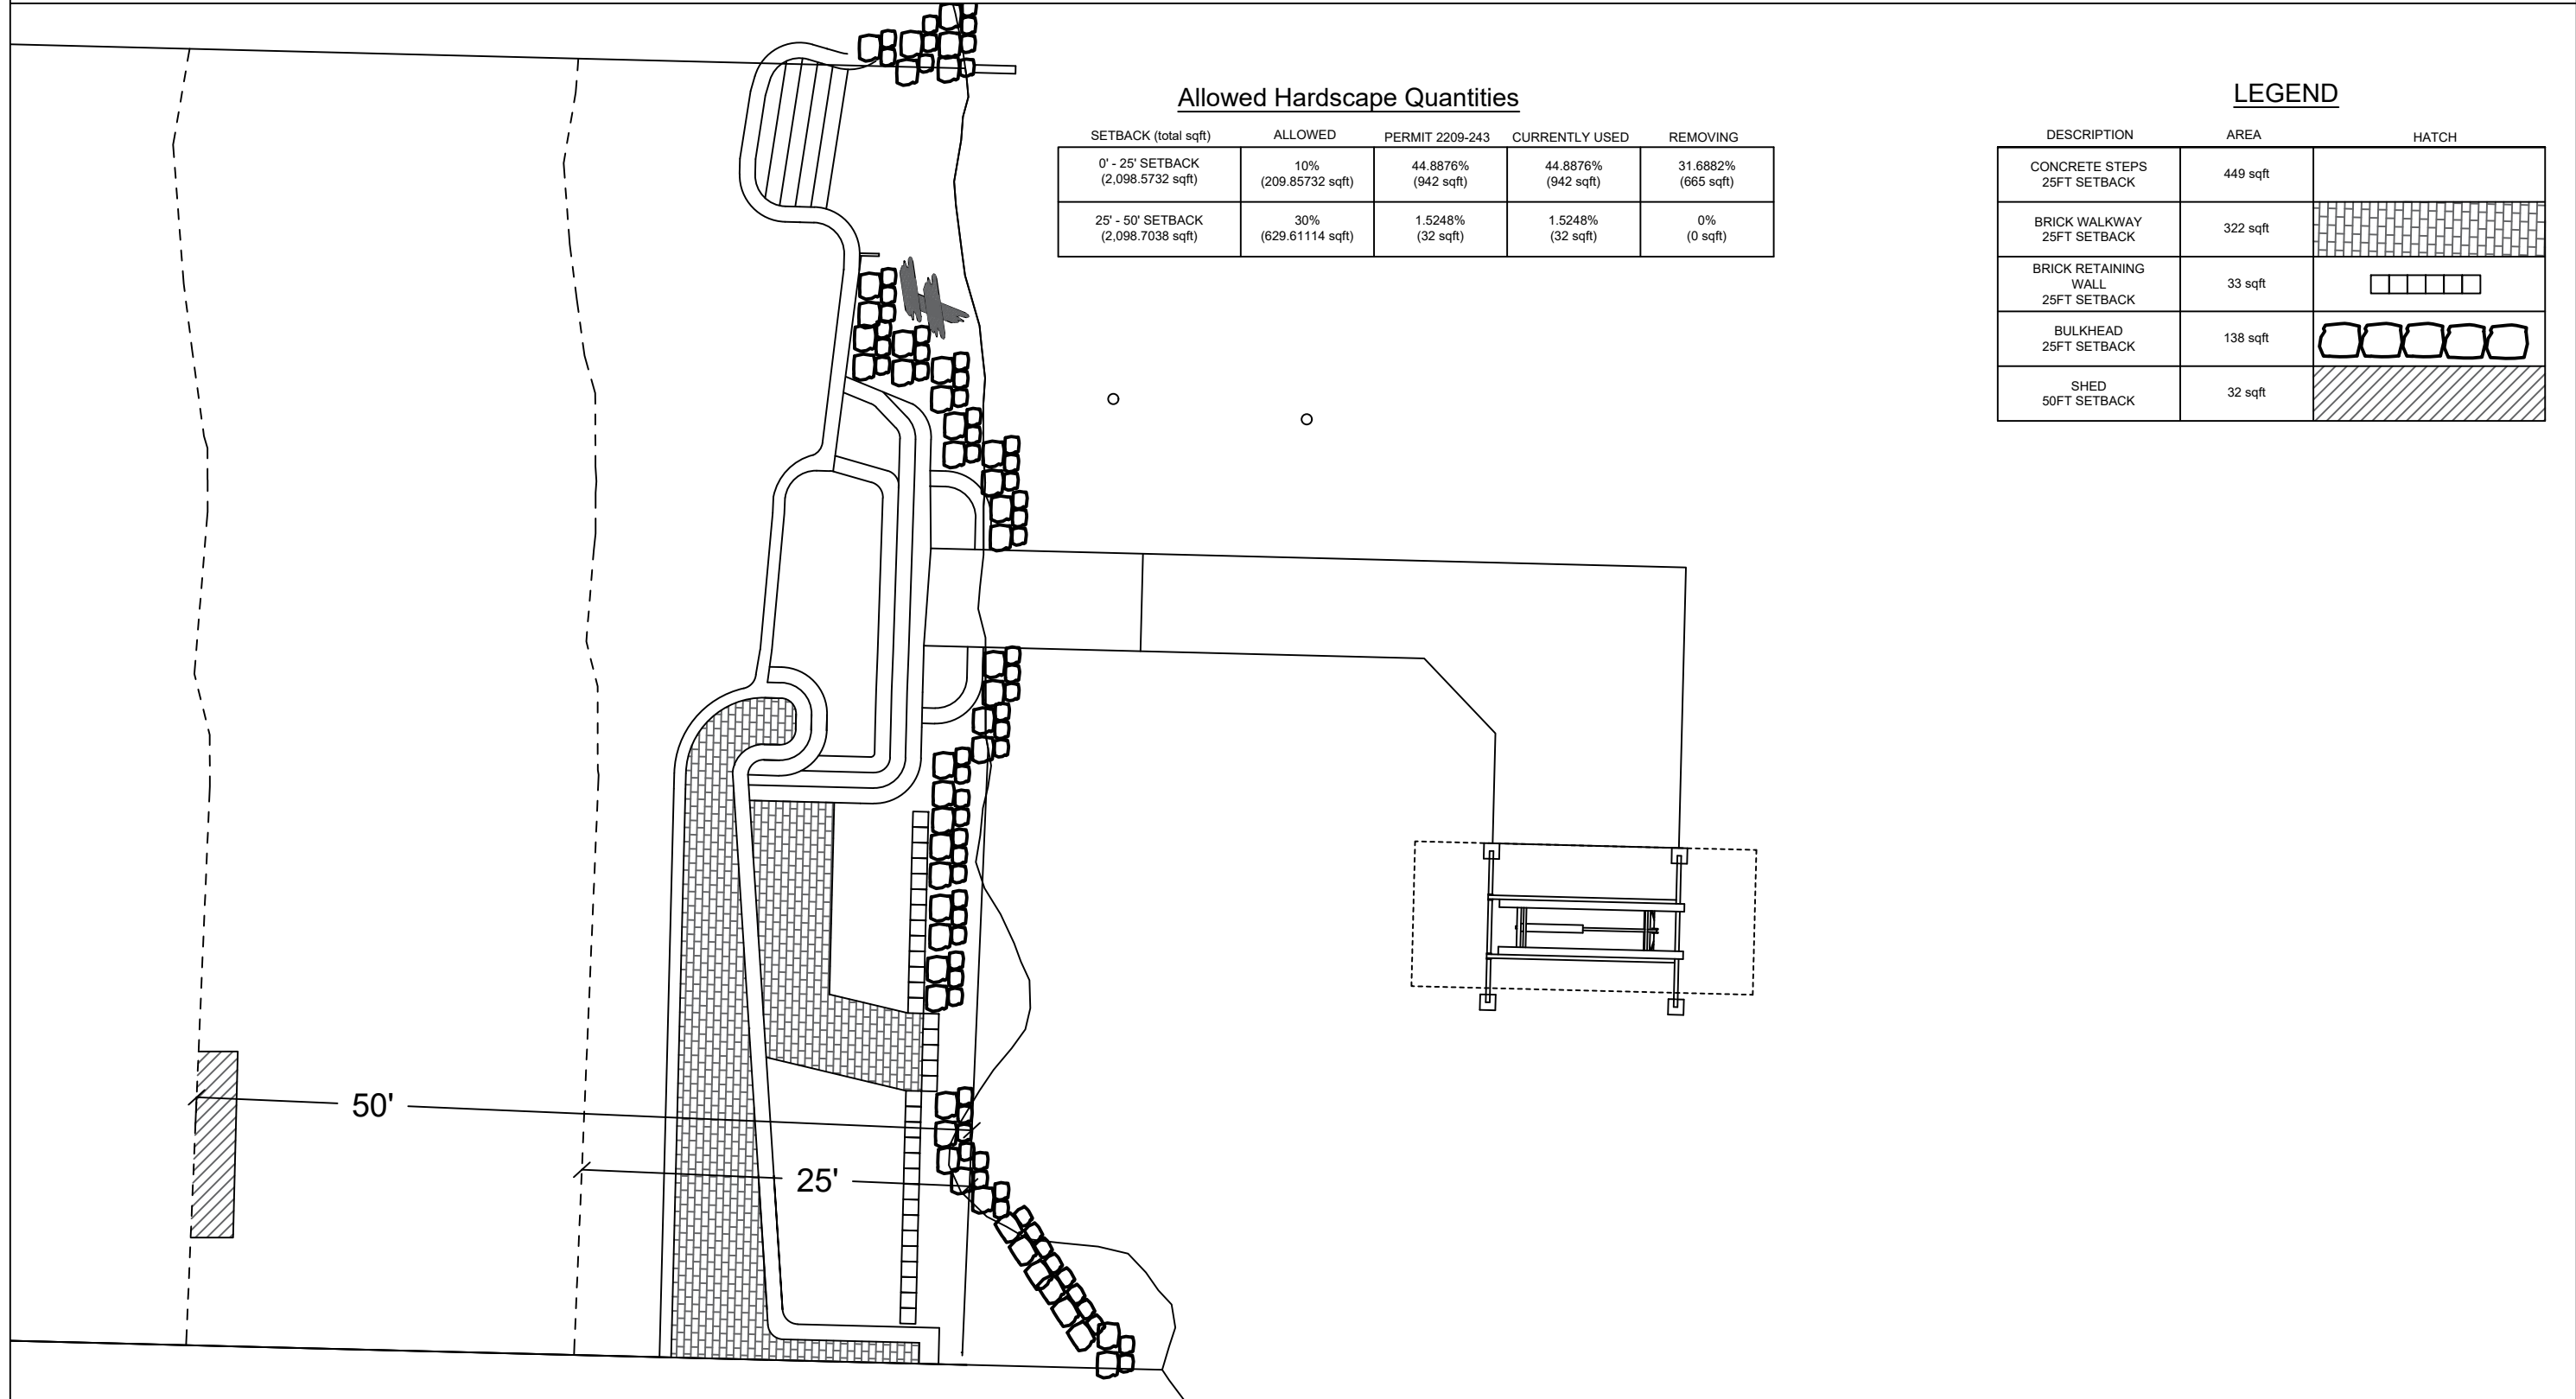 Allowed Hardscape Quantities
SETBACK (total sqft) ALLOWED PERMIT 2209-243 CURRENTLY USED REMOVING
0' - 25' SETBACK
(2,098.5732 sqft)
10%
(209.85732 sqft)
44.8876%
(942 sqft)
44.8876%
(942 sqft)
31.6882%
(665 sqft)
25' - 50' SETBACK
(2,098.7038 sqft)
30%
(629.61114 sqft)
1.5248%
(32 sqft)
1.5248%
(32 sqft)
0%
(0 sqft)
LEGEND
DESCRIPTION AREA HATCH
CONCRETE STEPS
25FT SETBACK
449 sqft
BRICK WALKWAY
25FT SETBACK
322 sqft
BRICK RETAINING
WALL
25FT SETBACK
33 sqft
BULKHEAD
25FT SETBACK
138 sqft
SHED
50FT SETBACK
32 sqft
50'
25'